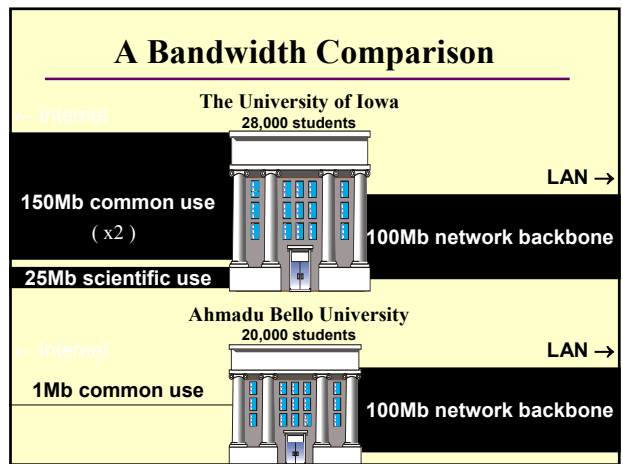 A Bandwidth Comparison
The University of Iowa
28,000 students
← Internet
LAN →
150Mb common use
( x2 )
100Mb network backbone
25Mb scientific use
Ahmadu Bello University
20,000 students
← Internet
LAN →
1Mb common use
100Mb network backbone